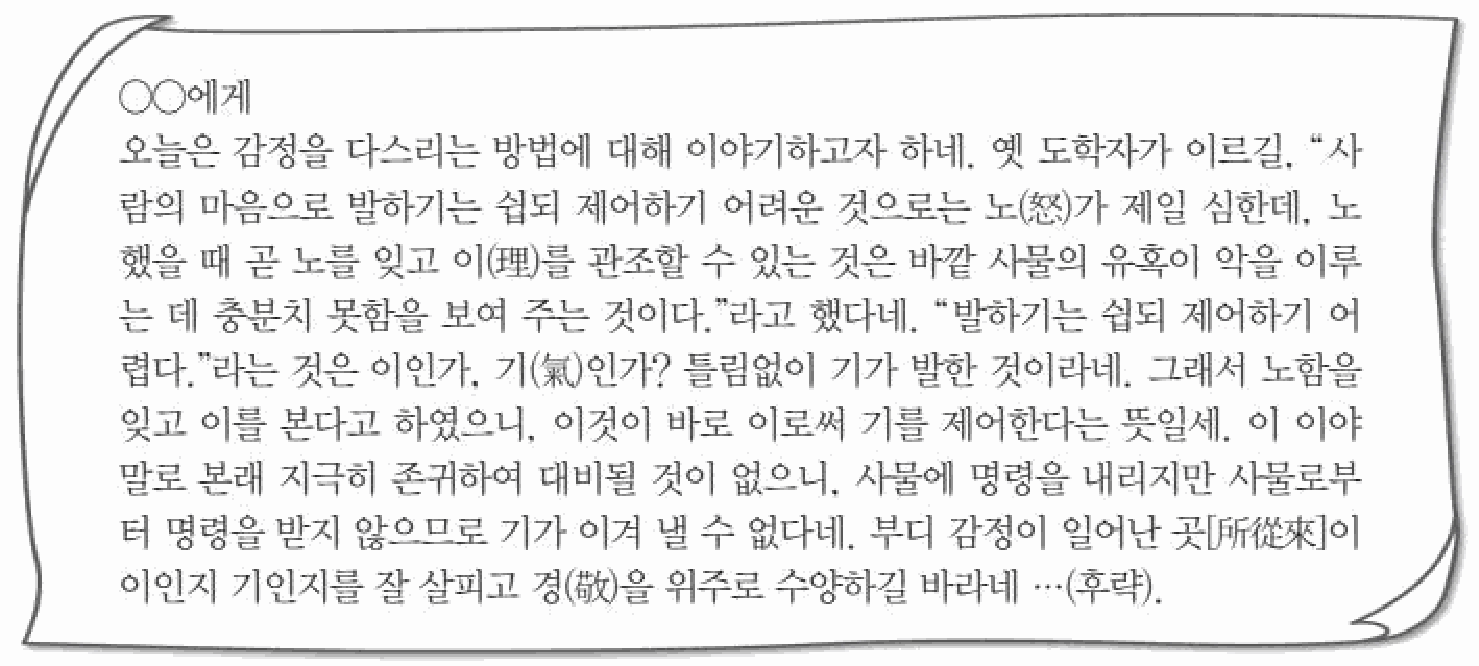 ○○에게
오늘은 감정을 다스리는 방법에 대해 이야기하고자 하네. 옛 도학자가 이르길, “사
람의 마음으로 발하기는 쉽되 제어하기 어려운 것으로는 노(怒)가 제일 심한데, 노
했을 때 곧 노를 잊고 이(理)를 관조할 수 있는 것은 바깥 사물의 유혹이 악을 이루
는 데 충분치 못함을 보여 주는 것이다.”라고 했다네. “발하기는 쉽되 제어하기 어
렵다.”라는 것은 이인가, 기(氣)인가? 틀림없이 기가 발한 것이라네. 그래서 노함을
잊고 이를 본다고 하였으니, 이것이 바로 이로써 기를 제어한다는 뜻일세. 이 이야
말로 본래 지극히 존귀하여 대비될 것이 없으니, 사물에 명령을 내리지만 사물로부
터 명령을 받지 않으므로 기가 이겨 낼 수 없다네. 부디 감정이 일어난 곳[所從來]이
이인지 기인지를 잘 살피고 경(敬)을 위주로 수양하길 바라네 …(후략).